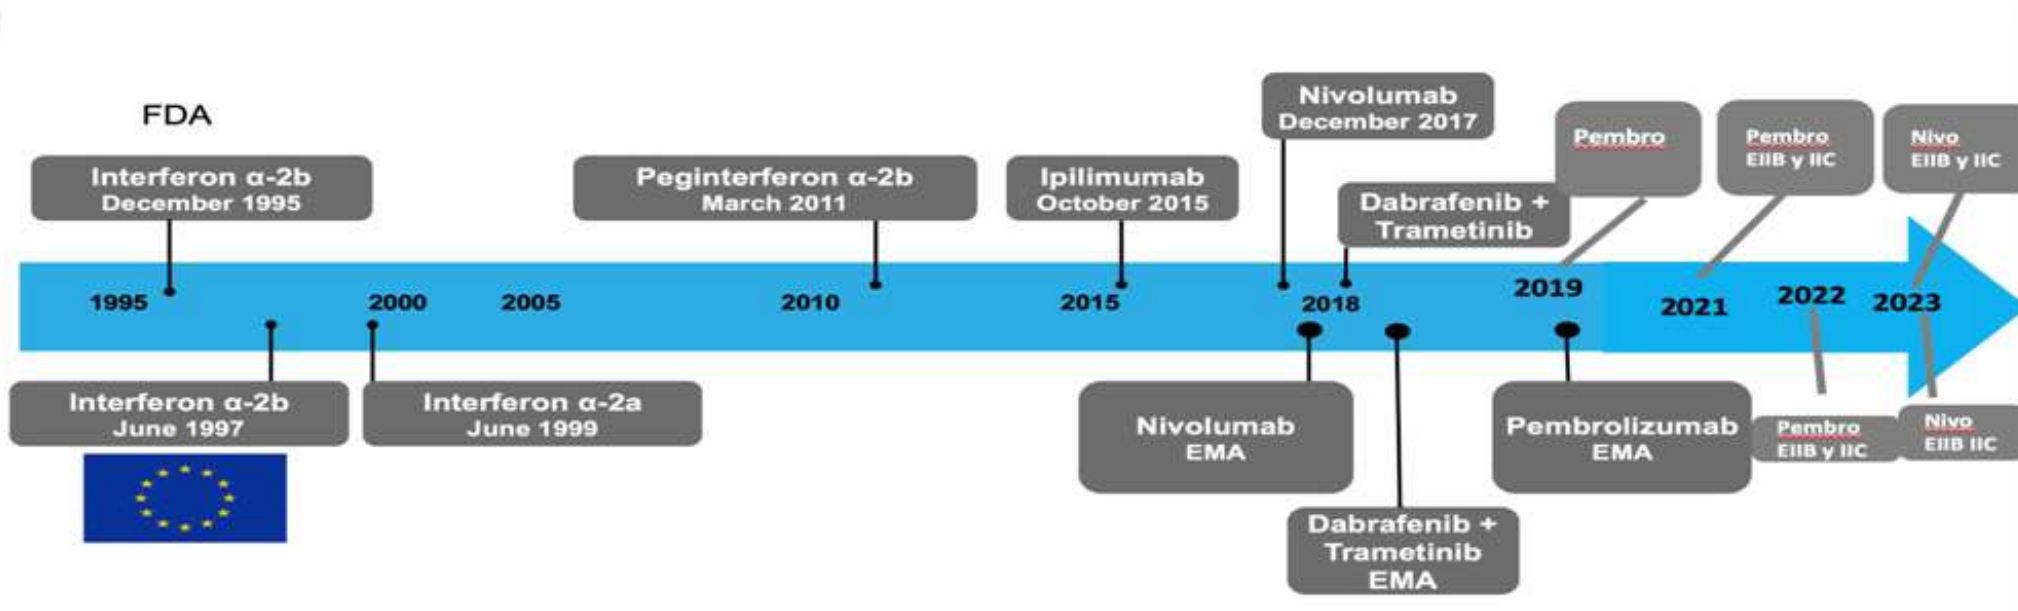 FDA
Interferon α-2b
December 1995
Peginterferon α-2b
March 2011
Ipilimumab
October 2015
Nivolumab
December 2017
Dabrafenib +
Trametinib
Pembro
Pembro
EIIB y IIC
Nivo
EIIB y IIC
1995
2000
2005
2010
2015
2018
2019
2021
2022
2023
Interferon α-2b
June 1997
Interferon α-2a
June 1999
Nivolumab
EMA
Dabrafenib +
Trametinib
EMA
Pembrolizumab
EMA
Pembro
EIIB y IIC
Nivo
EIIB IIC